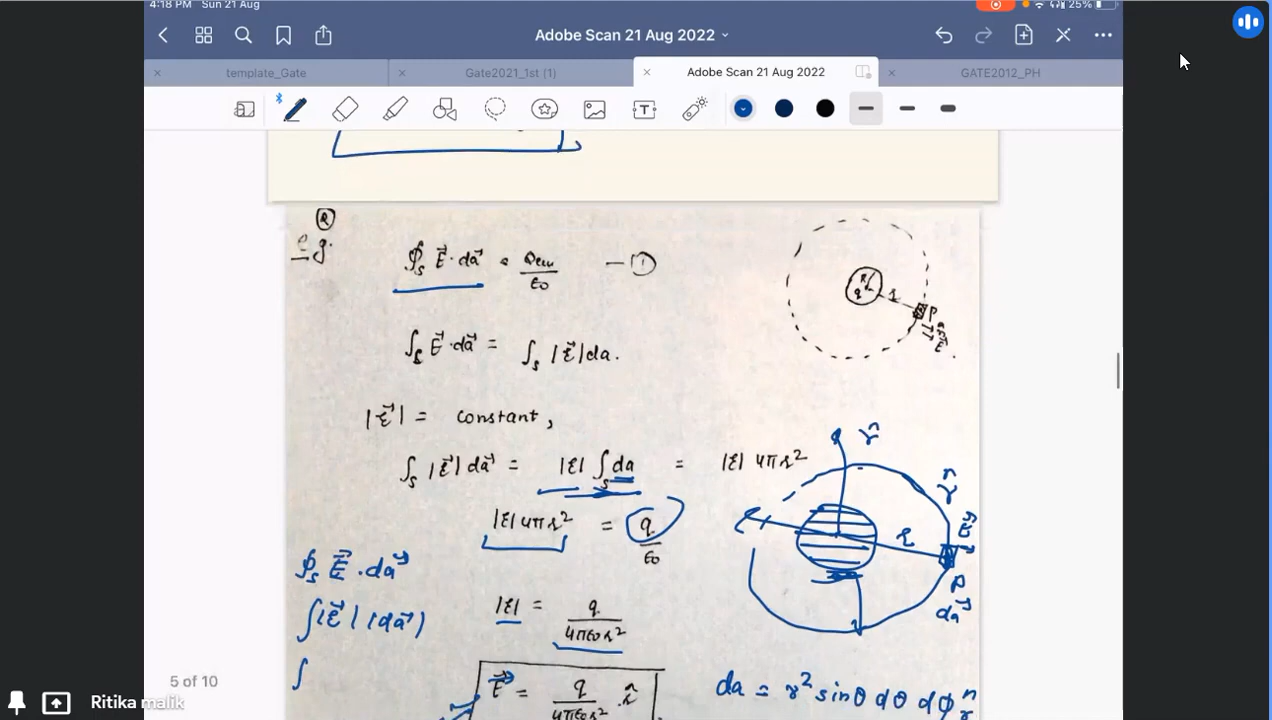 4:18 PM Sun 21 Aug
25%
Adobe Scan 21 Aug 2022
template_Gate
Gate2021_1st (1)
Adobe Scan 21 Aug 2022
GATE2012_PH
e.g.
∮s E⃗·da⃗ = Qen/ε0 — ①
∫s E⃗·da⃗ = ∫s |E⃗| da.
|E⃗| = constant,
∫s |E⃗| da⃗ = |E| ∫s da = |E| 4πr²
|E| 4πr² = q/ε0
|E| = q/4πε0r²
E⃗ = q/4πε0r² · r̂
q
R
r
P
E⃗
r̂
r̂
r
E⃗
P
da⃗
∮s E⃗·da⃗
∫|E⃗| |da⃗|
∫
da = r² sinθ dθ dϕ r̂
5 of 10
Ritika malik